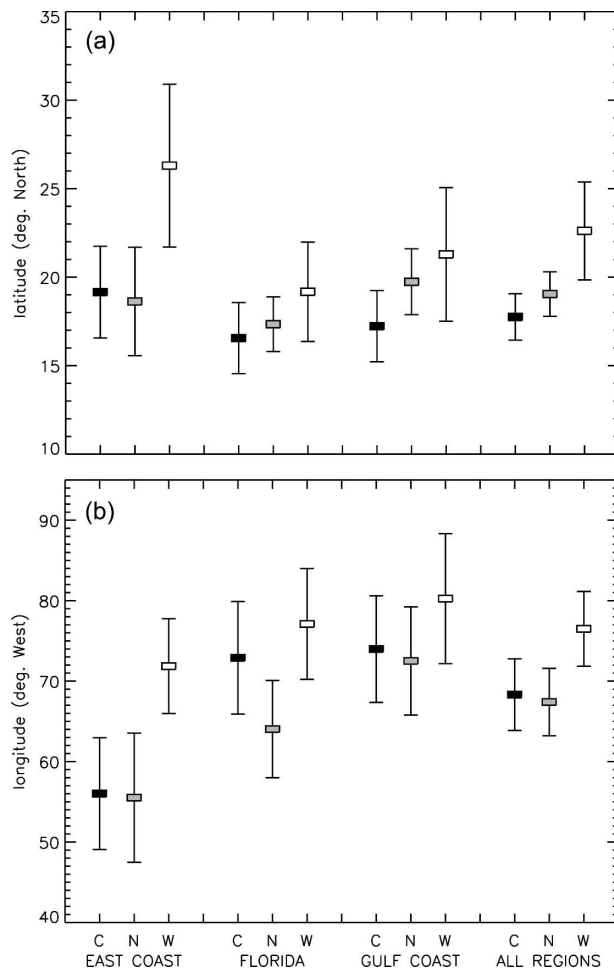 (a)
35
30
25
20
15
10
latitude (deg. North)
(b)
90
80
70
60
50
40
longitude (deg. West)
C N W C N W C N W C N W
EAST COAST FLORIDA GULF COAST ALL REGIONS